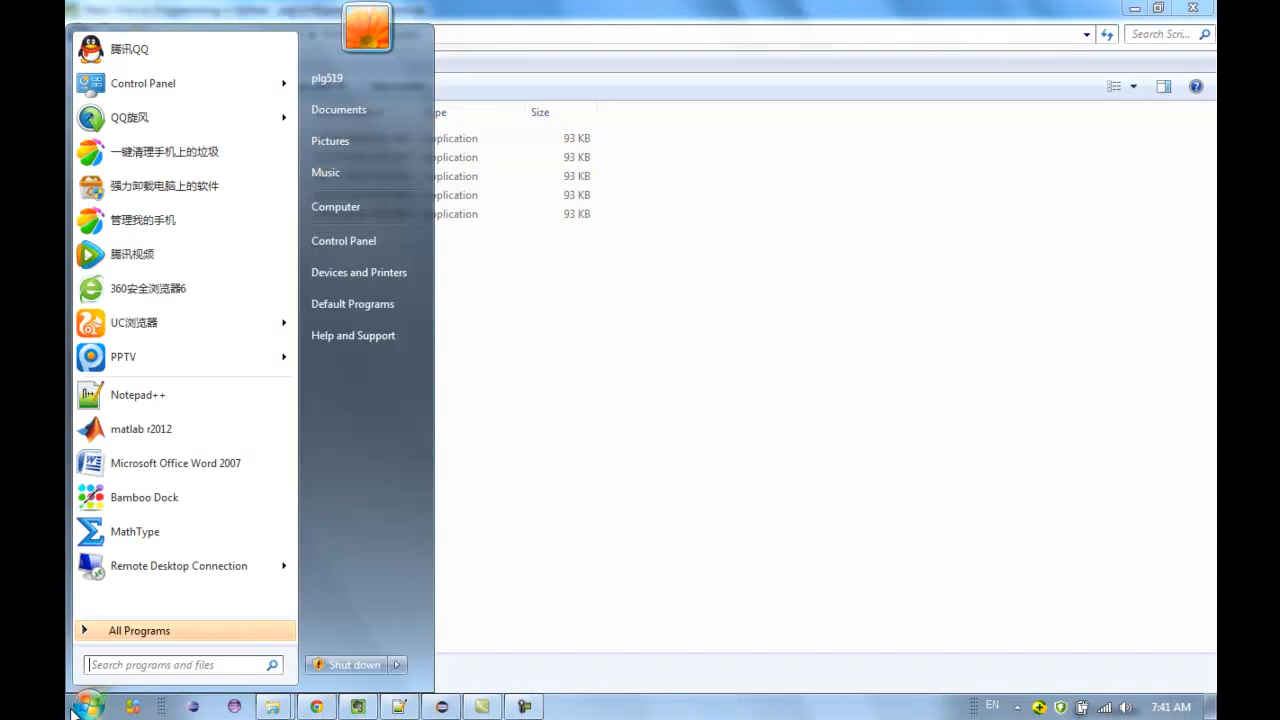 Search Scri...
腾讯QQ
Control Panel
QQ旋风
一键清理手机上的垃圾
强力卸载电脑上的软件
管理我的手机
腾讯视频
360安全浏览器6
UC浏览器
PPTV
Notepad++
matlab r2012
Microsoft Office Word 2007
Bamboo Dock
MathType
Remote Desktop Connection
All Programs
Search programs and files
plg519
Documents
Pictures
Music
Computer
Control Panel
Devices and Printers
Default Programs
Help and Support
Shut down
pe Size
pplication 93 KB
pplication 93 KB
pplication 93 KB
pplication 93 KB
pplication 93 KB
EN 7:41 AM